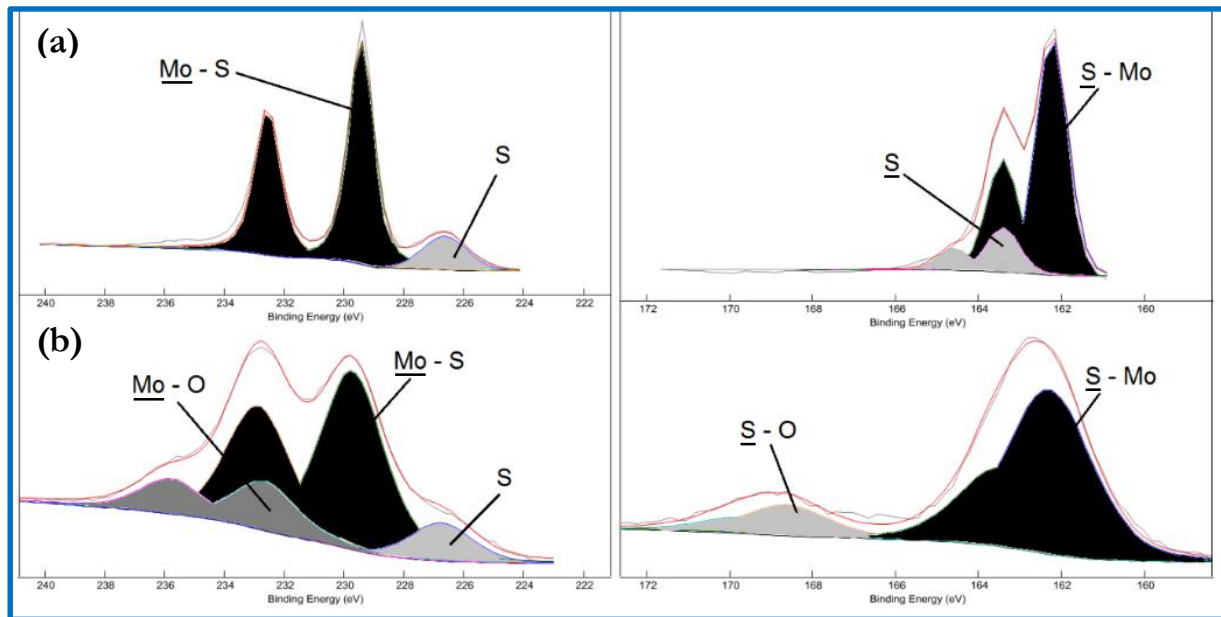 (a)
Mo - S
S
240 238 236 234 232 230 228 226 224 222
Binding Energy (eV)
S - Mo
S
172 170 168 166 164 162 160
Binding Energy (eV)
(b)
Mo - O
Mo - S
S
240 238 236 234 232 230 228 226 224 222
Binding Energy (eV)
S - O
S - Mo
172 170 168 166 164 162 160
Binding Energy (eV)